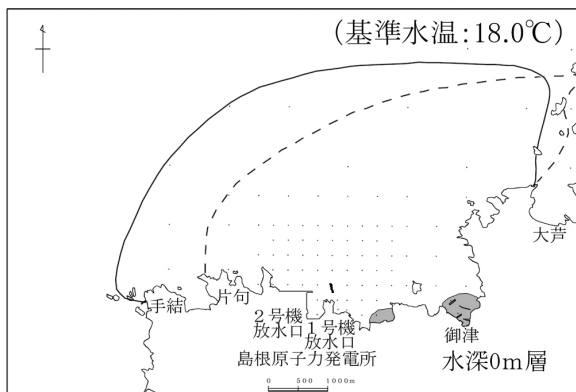 (基準水温:18.0℃)
大芦
手結
片句
2号機
放水口
1号機
放水口
御津
島根原子力発電所
水深0m層
0 500 1000m